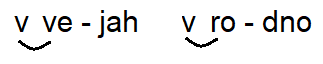 v ve - jah v ro - dno